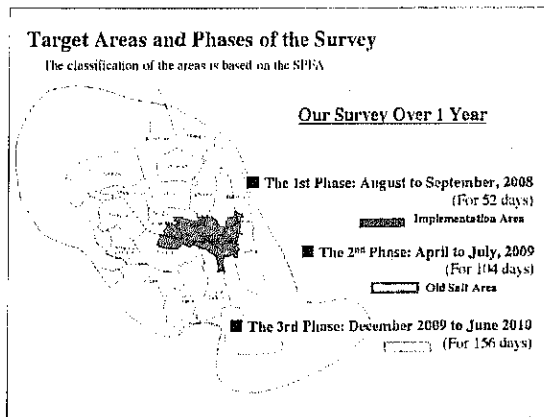 Target Areas and Phases of the Survey
The classification of the areas is based on the SPFA
Our Survey Over 1 Year
The 1st Phase: August to September, 2008
(For 52 days)
Implementation Area
The 2nd Phase: April to July, 2009
(For 104 days)
Old Salt Area
The 3rd Phase: December 2009 to June 2010
(For 156 days)